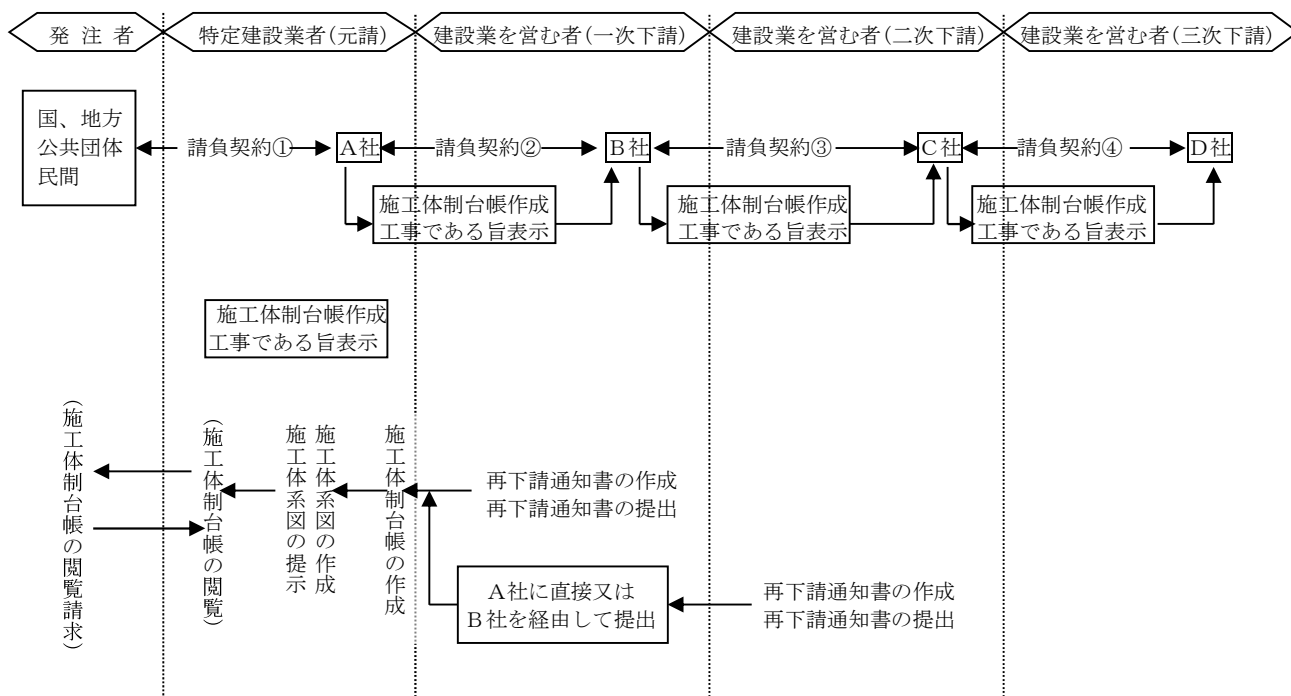 発注者
特定建設業者(元請)
建設業を営む者(一次下請)
建設業を営む者(二次下請)
建設業を営む者(三次下請)
国、地方
公共団体
民間
請負契約①
A社
請負契約②
B社
請負契約③
C社
請負契約④
D社
施工体制台帳作成
工事である旨表示
施工体制台帳作成
工事である旨表示
施工体制台帳作成
工事である旨表示
施工体制台帳作成
工事である旨表示
(施工体制台帳の閲覧請求)
(施工体制台帳の閲覧)
施工体系図の作成
施工体系図の提示
施工体制台帳の作成
再下請通知書の作成
再下請通知書の提出
A社に直接又は
B社を経由して提出
再下請通知書の作成
再下請通知書の提出